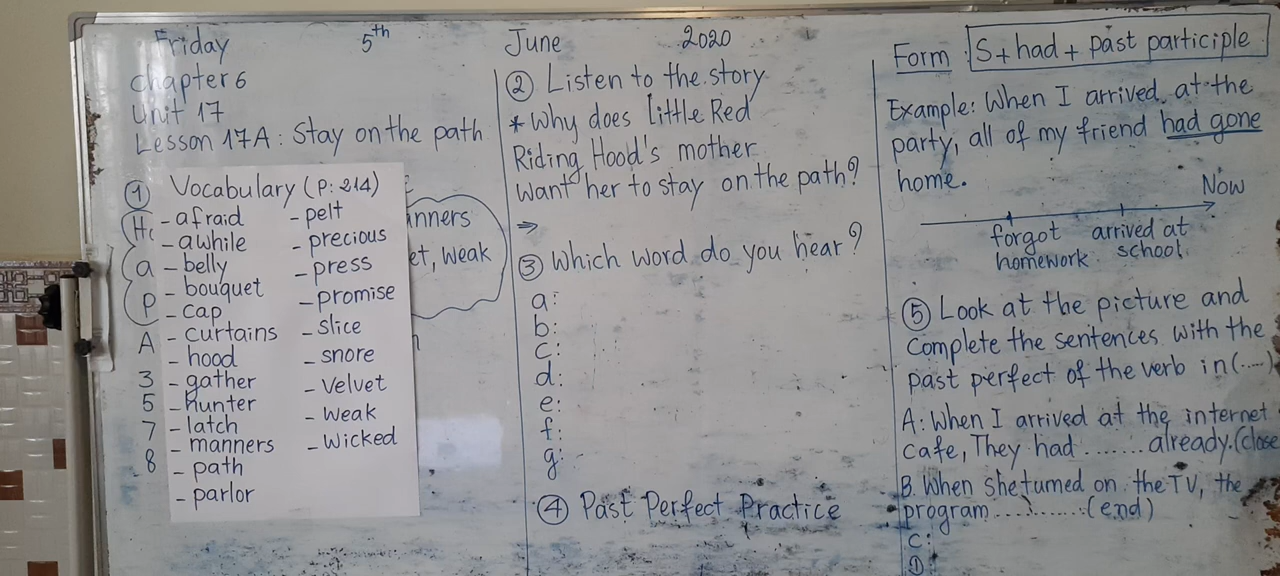 Friday 5th June 2020
Chapter 6
Unit 17
Lesson 17A: Stay on the path
① Vocabulary (P: 214)
- afraid
- awhile
- belly
- bouquet
- cap
- curtains
- hood
- gather
- hunter
- latch
- manners
- path
- parlor
- pelt
- precious
- press
- promise
- slice
- snore
- velvet
- weak
- wicked
a
p
A
3
5
7
8
nners
et, weak
② Listen to the story
* Why does Little Red
Riding Hood's mother
want her to stay on the path?
⇒
③ Which word do you hear?
a:
b:
c:
d:
e:
f:
g:
④ Past Perfect Practice
Form : S + had + past participle
Example: When I arrived at the
party, all of my friend had gone
home.
Now
forgot homework
arrived at school.
⑤ Look at the picture and
complete the sentences with the
past perfect of the verb in (....)
A: When I arrived at the internet
cafe, They had ....... already. (close
B. When she turned on the TV, the
program ........... (end)
C:
D